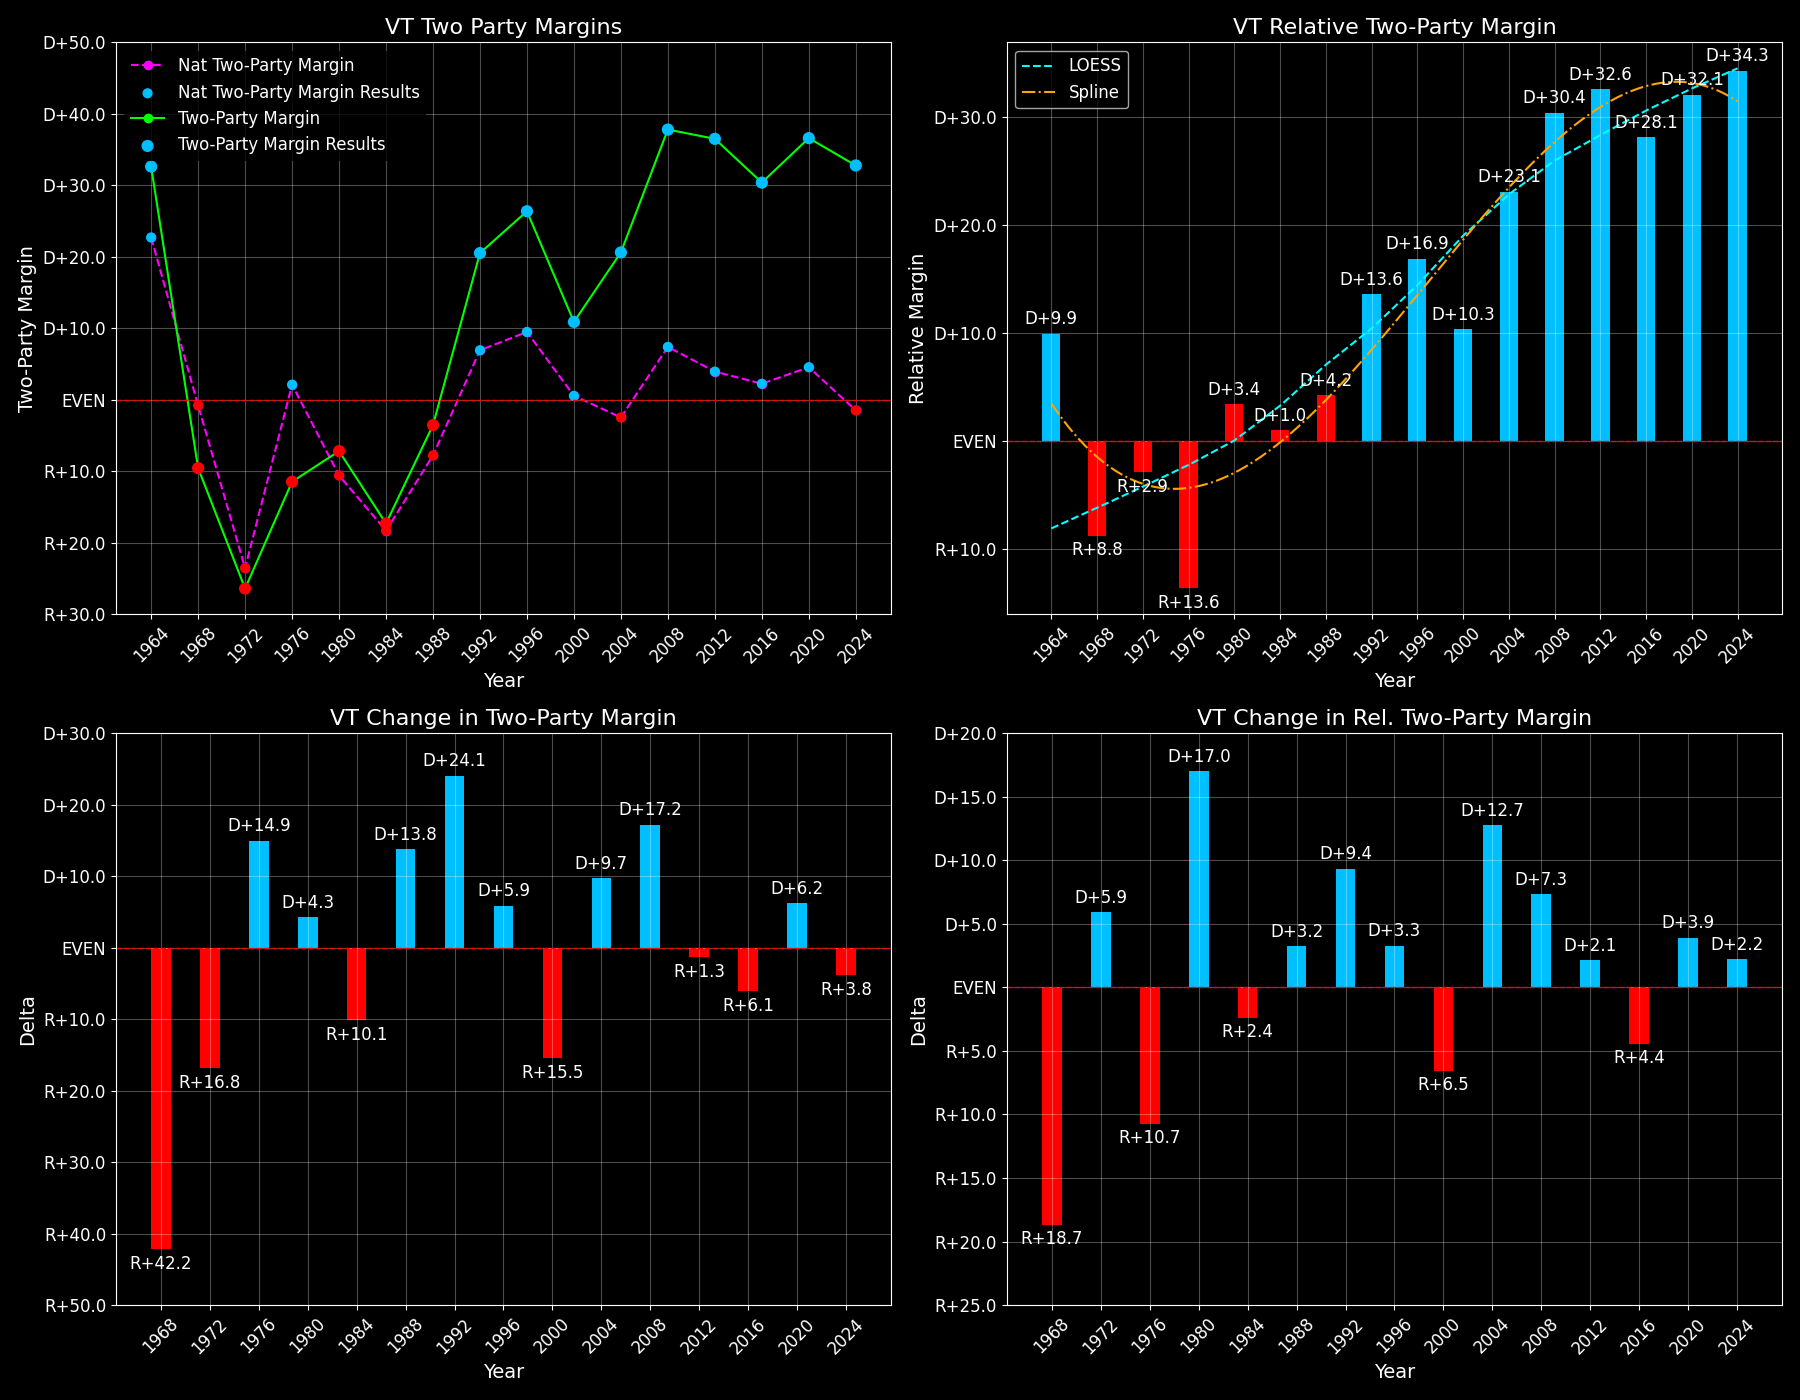 VT Two Party Margins
D+50.0
D+40.0
D+30.0
D+20.0
D+10.0
EVEN
R+10.0
R+20.0
R+30.0
Two-Party Margin
Nat Two-Party Margin
Nat Two-Party Margin Results
Two-Party Margin
Two-Party Margin Results
1964 1968 1972 1976 1980 1984 1988 1992 1996 2000 2004 2008 2012 2016 2020 2024
Year
VT Relative Two-Party Margin
LOESS
Spline
D+30.0
D+20.0
D+10.0
EVEN
R+10.0
Relative Margin
D+9.9
R+8.8
R+2.9
R+13.6
D+3.4
D+1.0
D+4.2
D+13.6
D+16.9
D+10.3
D+23.1
D+30.4
D+32.6
D+28.1
D+32.1
D+34.3
1964 1968 1972 1976 1980 1984 1988 1992 1996 2000 2004 2008 2012 2016 2020 2024
Year
VT Change in Two-Party Margin
D+30.0
D+20.0
D+10.0
EVEN
R+10.0
R+20.0
R+30.0
R+40.0
R+50.0
Delta
R+42.2
R+16.8
D+14.9
D+4.3
R+10.1
D+13.8
D+24.1
D+5.9
R+15.5
D+9.7
D+17.2
R+1.3
R+6.1
D+6.2
R+3.8
1968 1972 1976 1980 1984 1988 1992 1996 2000 2004 2008 2012 2016 2020 2024
Year
VT Change in Rel. Two-Party Margin
D+20.0
D+15.0
D+10.0
D+5.0
EVEN
R+5.0
R+10.0
R+15.0
R+20.0
R+25.0
Delta
R+18.7
D+5.9
R+10.7
D+17.0
R+2.4
D+3.2
D+9.4
D+3.3
R+6.5
D+12.7
D+7.3
D+2.1
R+4.4
D+3.9
D+2.2
1968 1972 1976 1980 1984 1988 1992 1996 2000 2004 2008 2012 2016 2020 2024
Year